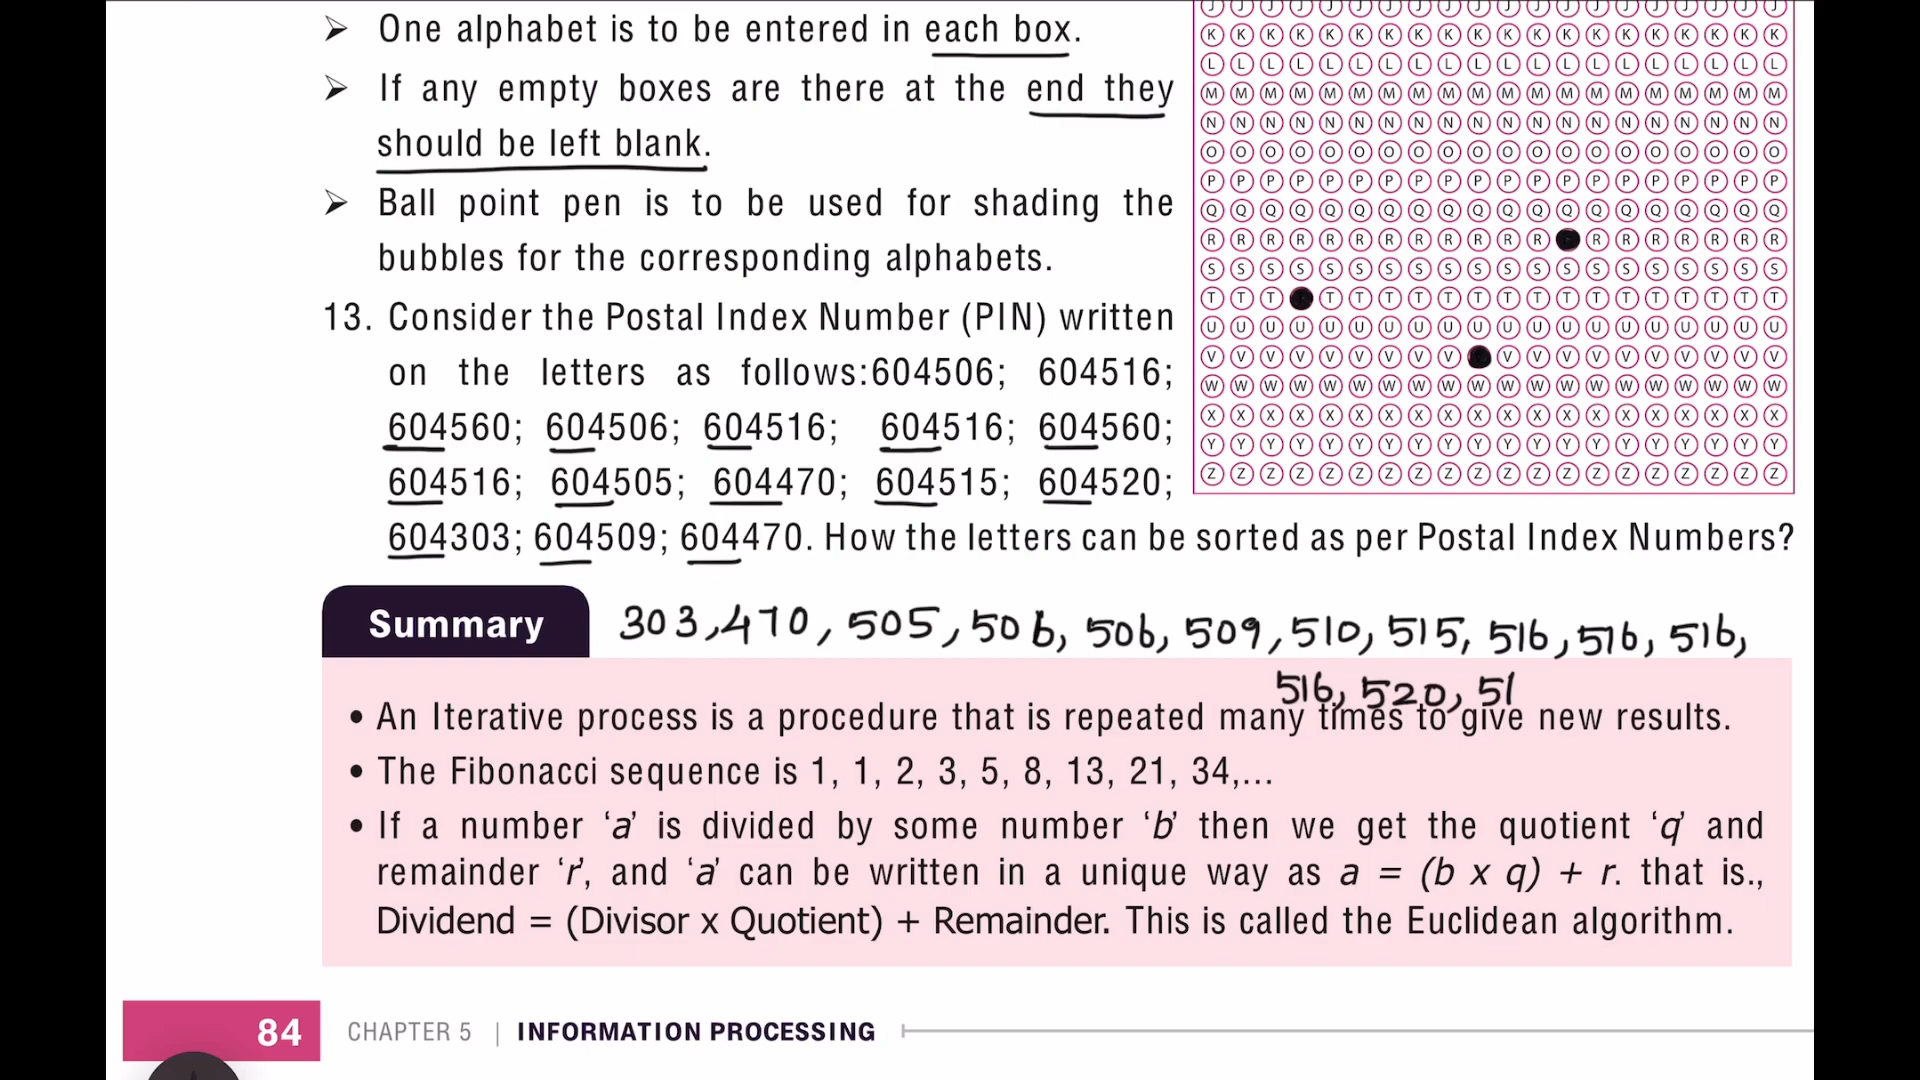 ➢ One alphabet is to be entered in each box.
➢ If any empty boxes are there at the end they
should be left blank.
➢ Ball point pen is to be used for shading the
bubbles for the corresponding alphabets.
13. Consider the Postal Index Number (PIN) written
on the letters as follows:604506; 604516;
604560; 604506; 604516; 604516; 604560;
604516; 604505; 604470; 604515; 604520;
604303; 604509; 604470. How the letters can be sorted as per Postal Index Numbers?
J J J J J J J J J J J J J J J J J J J J
K K K K K K K K K K K K K K K K K K K K
L L L L L L L L L L L L L L L L L L L L
M M M M M M M M M M M M M M M M M M M M
N N N N N N N N N N N N N N N N N N N N
O O O O O O O O O O O O O O O O O O O O
P P P P P P P P P P P P P P P P P P P P
Q Q Q Q Q Q Q Q Q Q Q Q Q Q Q Q Q Q Q Q
R R R R R R R R R R R R R R R R R R R
S S S S S S S S S S S S S S S S S S S S
T T T T T T T T T T T T T T T T T T T
U U U U U U U U U U U U U U U U U U U U
V V V V V V V V V V V V V V V V V V V
W W W W W W W W W W W W W W W W W W W W
X X X X X X X X X X X X X X X X X X X X
Y Y Y Y Y Y Y Y Y Y Y Y Y Y Y Y Y Y Y Y
Z Z Z Z Z Z Z Z Z Z Z Z Z Z Z Z Z Z Z Z
Summary
303, 470, 505, 506, 506, 509, 510, 515, 516, 516, 516,
516, 520, 51
• An Iterative process is a procedure that is repeated many times to give new results.
• The Fibonacci sequence is 1, 1, 2, 3, 5, 8, 13, 21, 34,...
• If a number ‘a’ is divided by some number ‘b’ then we get the quotient ‘q’ and
remainder ‘r’, and ‘a’ can be written in a unique way as a = (b x q) + r. that is.,
Dividend = (Divisor x Quotient) + Remainder. This is called the Euclidean algorithm.
84 CHAPTER 5 | INFORMATION PROCESSING